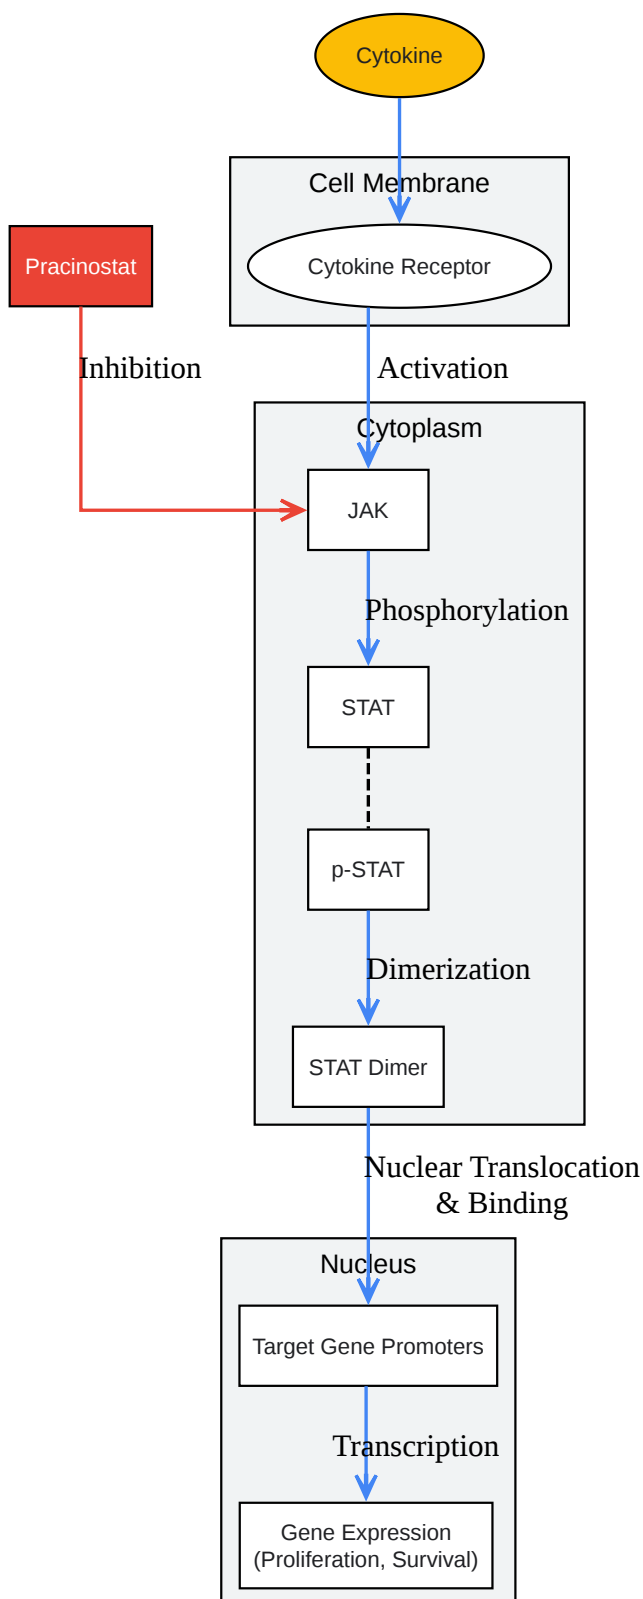 Cytokine
Cell Membrane
Cytokine Receptor
Pracinostat
Inhibition
Activation
Cytoplasm
JAK
Phosphorylation
STAT
p-STAT
Dimerization
STAT Dimer
Nuclear Translocation
& Binding
Nucleus
Target Gene Promoters
Transcription
Gene Expression
(Proliferation, Survival)